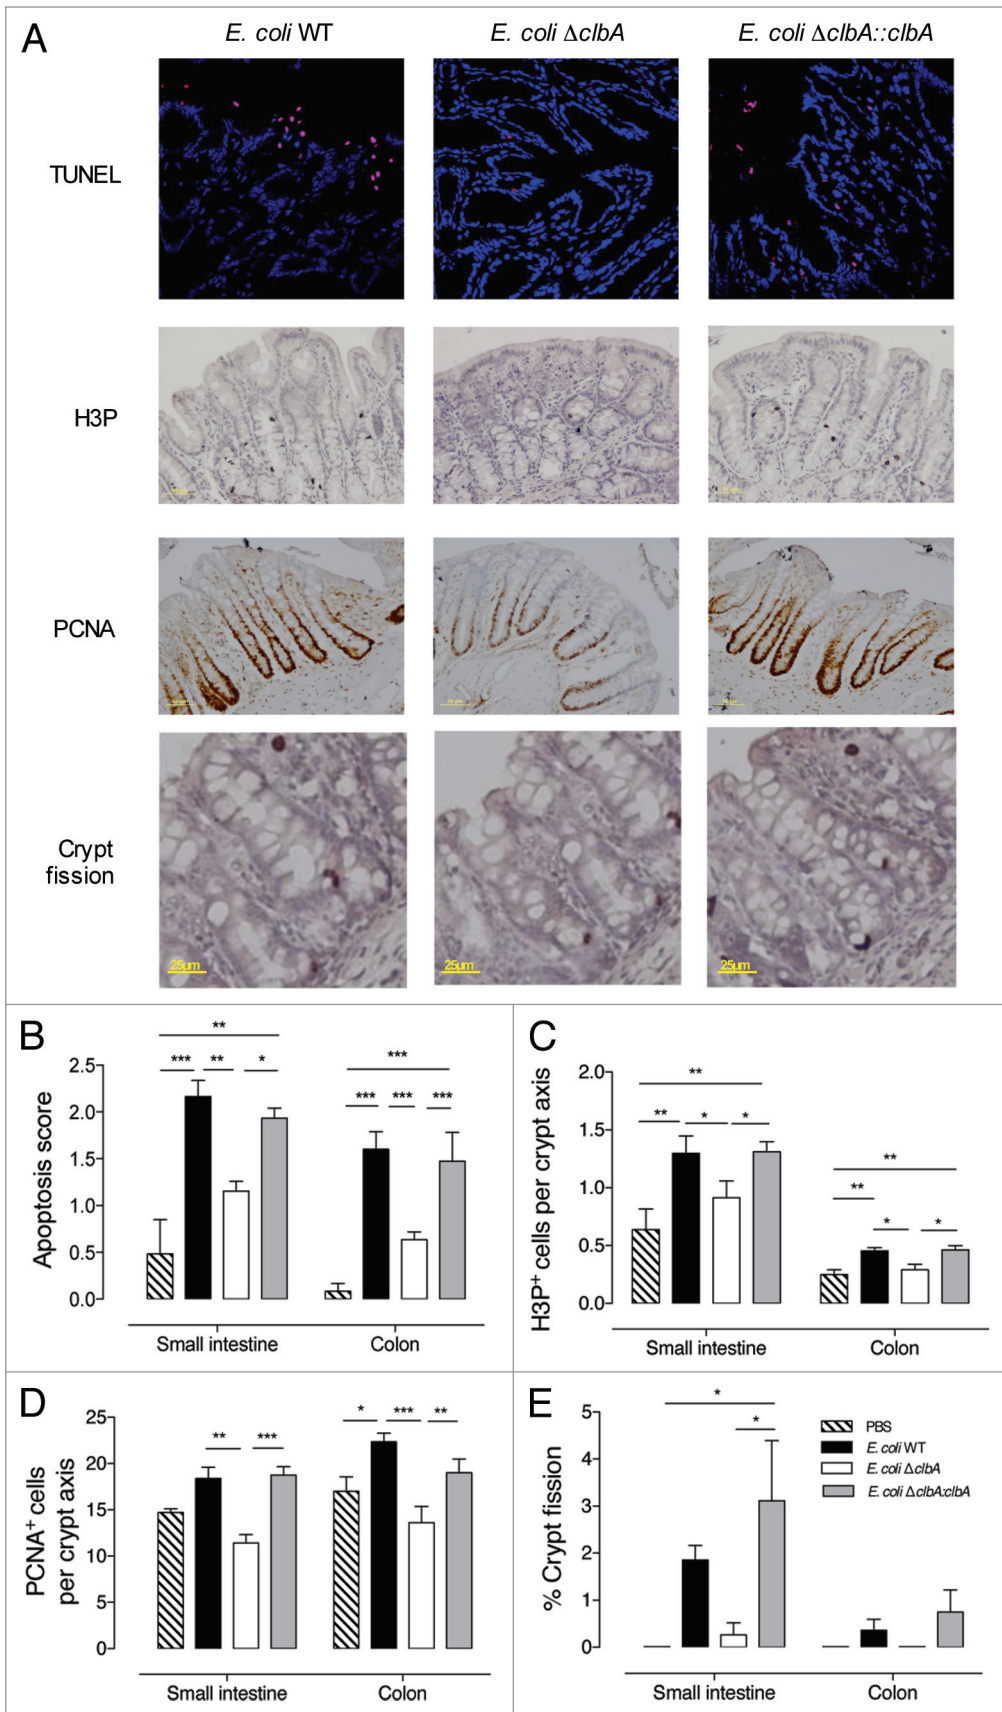 A
E. coli WT
E. coli ΔclbA
E. coli ΔclbA::clbA
TUNEL
H3P
PCNA
Crypt
fission
25µm
25µm
25µm
B
Apoptosis score
2.5
2.0
1.5
1.0
0.5
0.0
**
***
**
*
***
***
***
***
Small intestine
Colon
C
H3P+ cells per crypt axis
2.0
1.5
1.0
0.5
0.0
**
**
*
*
**
**
*
*
Small intestine
Colon
D
PCNA+ cells
per crypt axis
25
20
15
10
5
0
**
***
*
***
**
Small intestine
Colon
E
% Crypt fission
5
4
3
2
1
0
*
*
PBS
E. coli WT
E. coli ΔclbA
E. coli ΔclbA:clbA
Small intestine
Colon